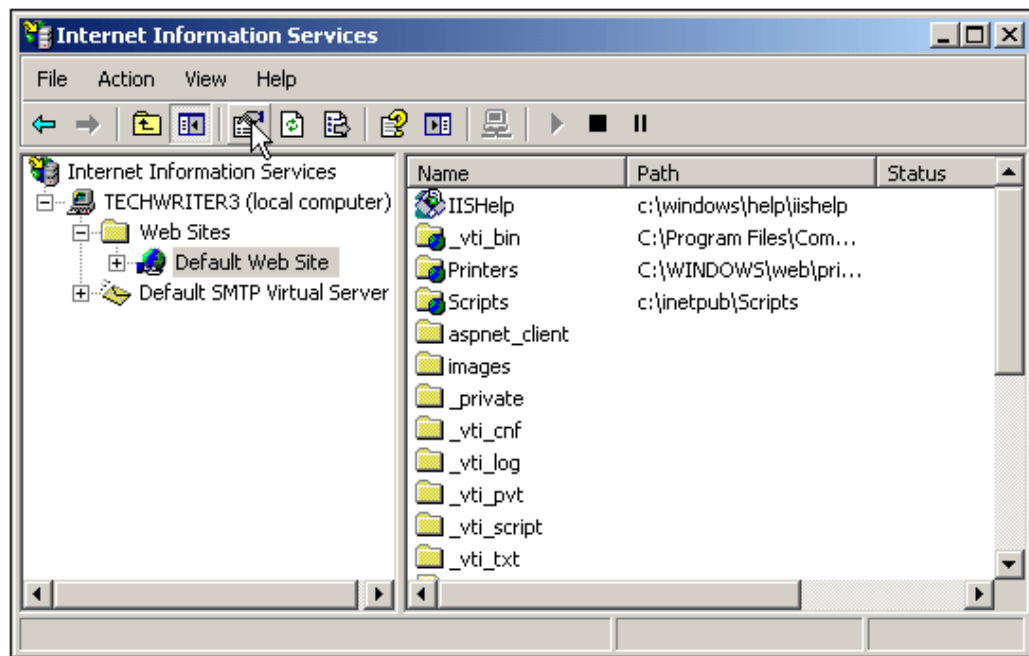 Internet Information Services
File Action View Help
Internet Information Services
TECHWRITER3 (local computer)
Web Sites
Default Web Site
Default SMTP Virtual Server
Name Path Status
IISHelp c:\windows\help\iishelp
_vti_bin C:\Program Files\Com...
Printers C:\WINDOWS\web\pri...
Scripts c:\inetpub\Scripts
aspnet_client
images
_private
_vti_cnf
_vti_log
_vti_pvt
_vti_script
_vti_txt